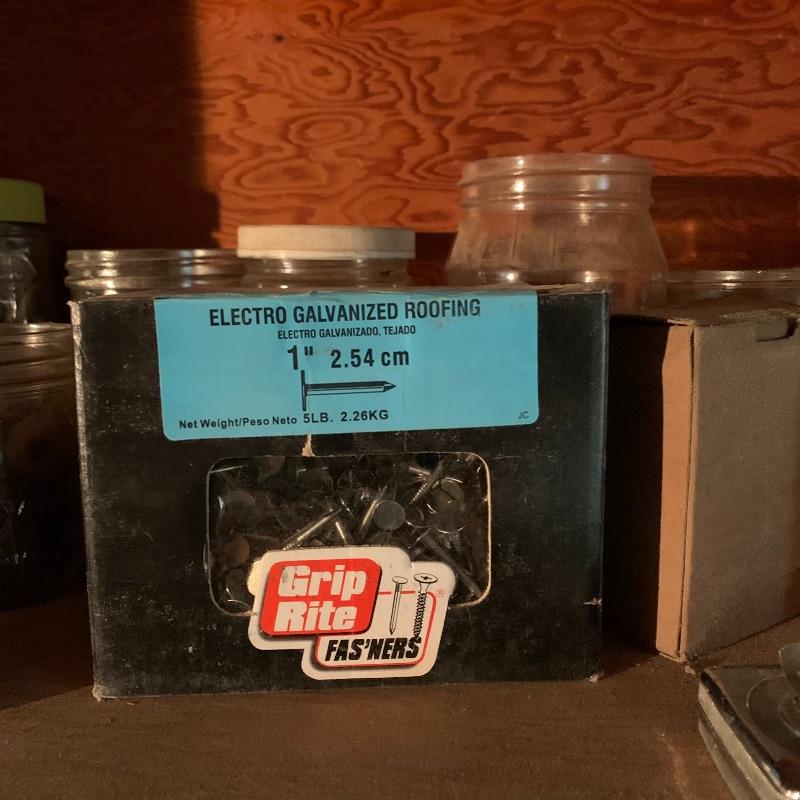 ELECTRO GALVANIZED ROOFING
ELECTRO GALVANIZADO, TEJADO
1" 2.54 cm
Net Weight/Peso Neto 5LB. 2.26KG
JC
Grip
Rite
®
FAS'NERS